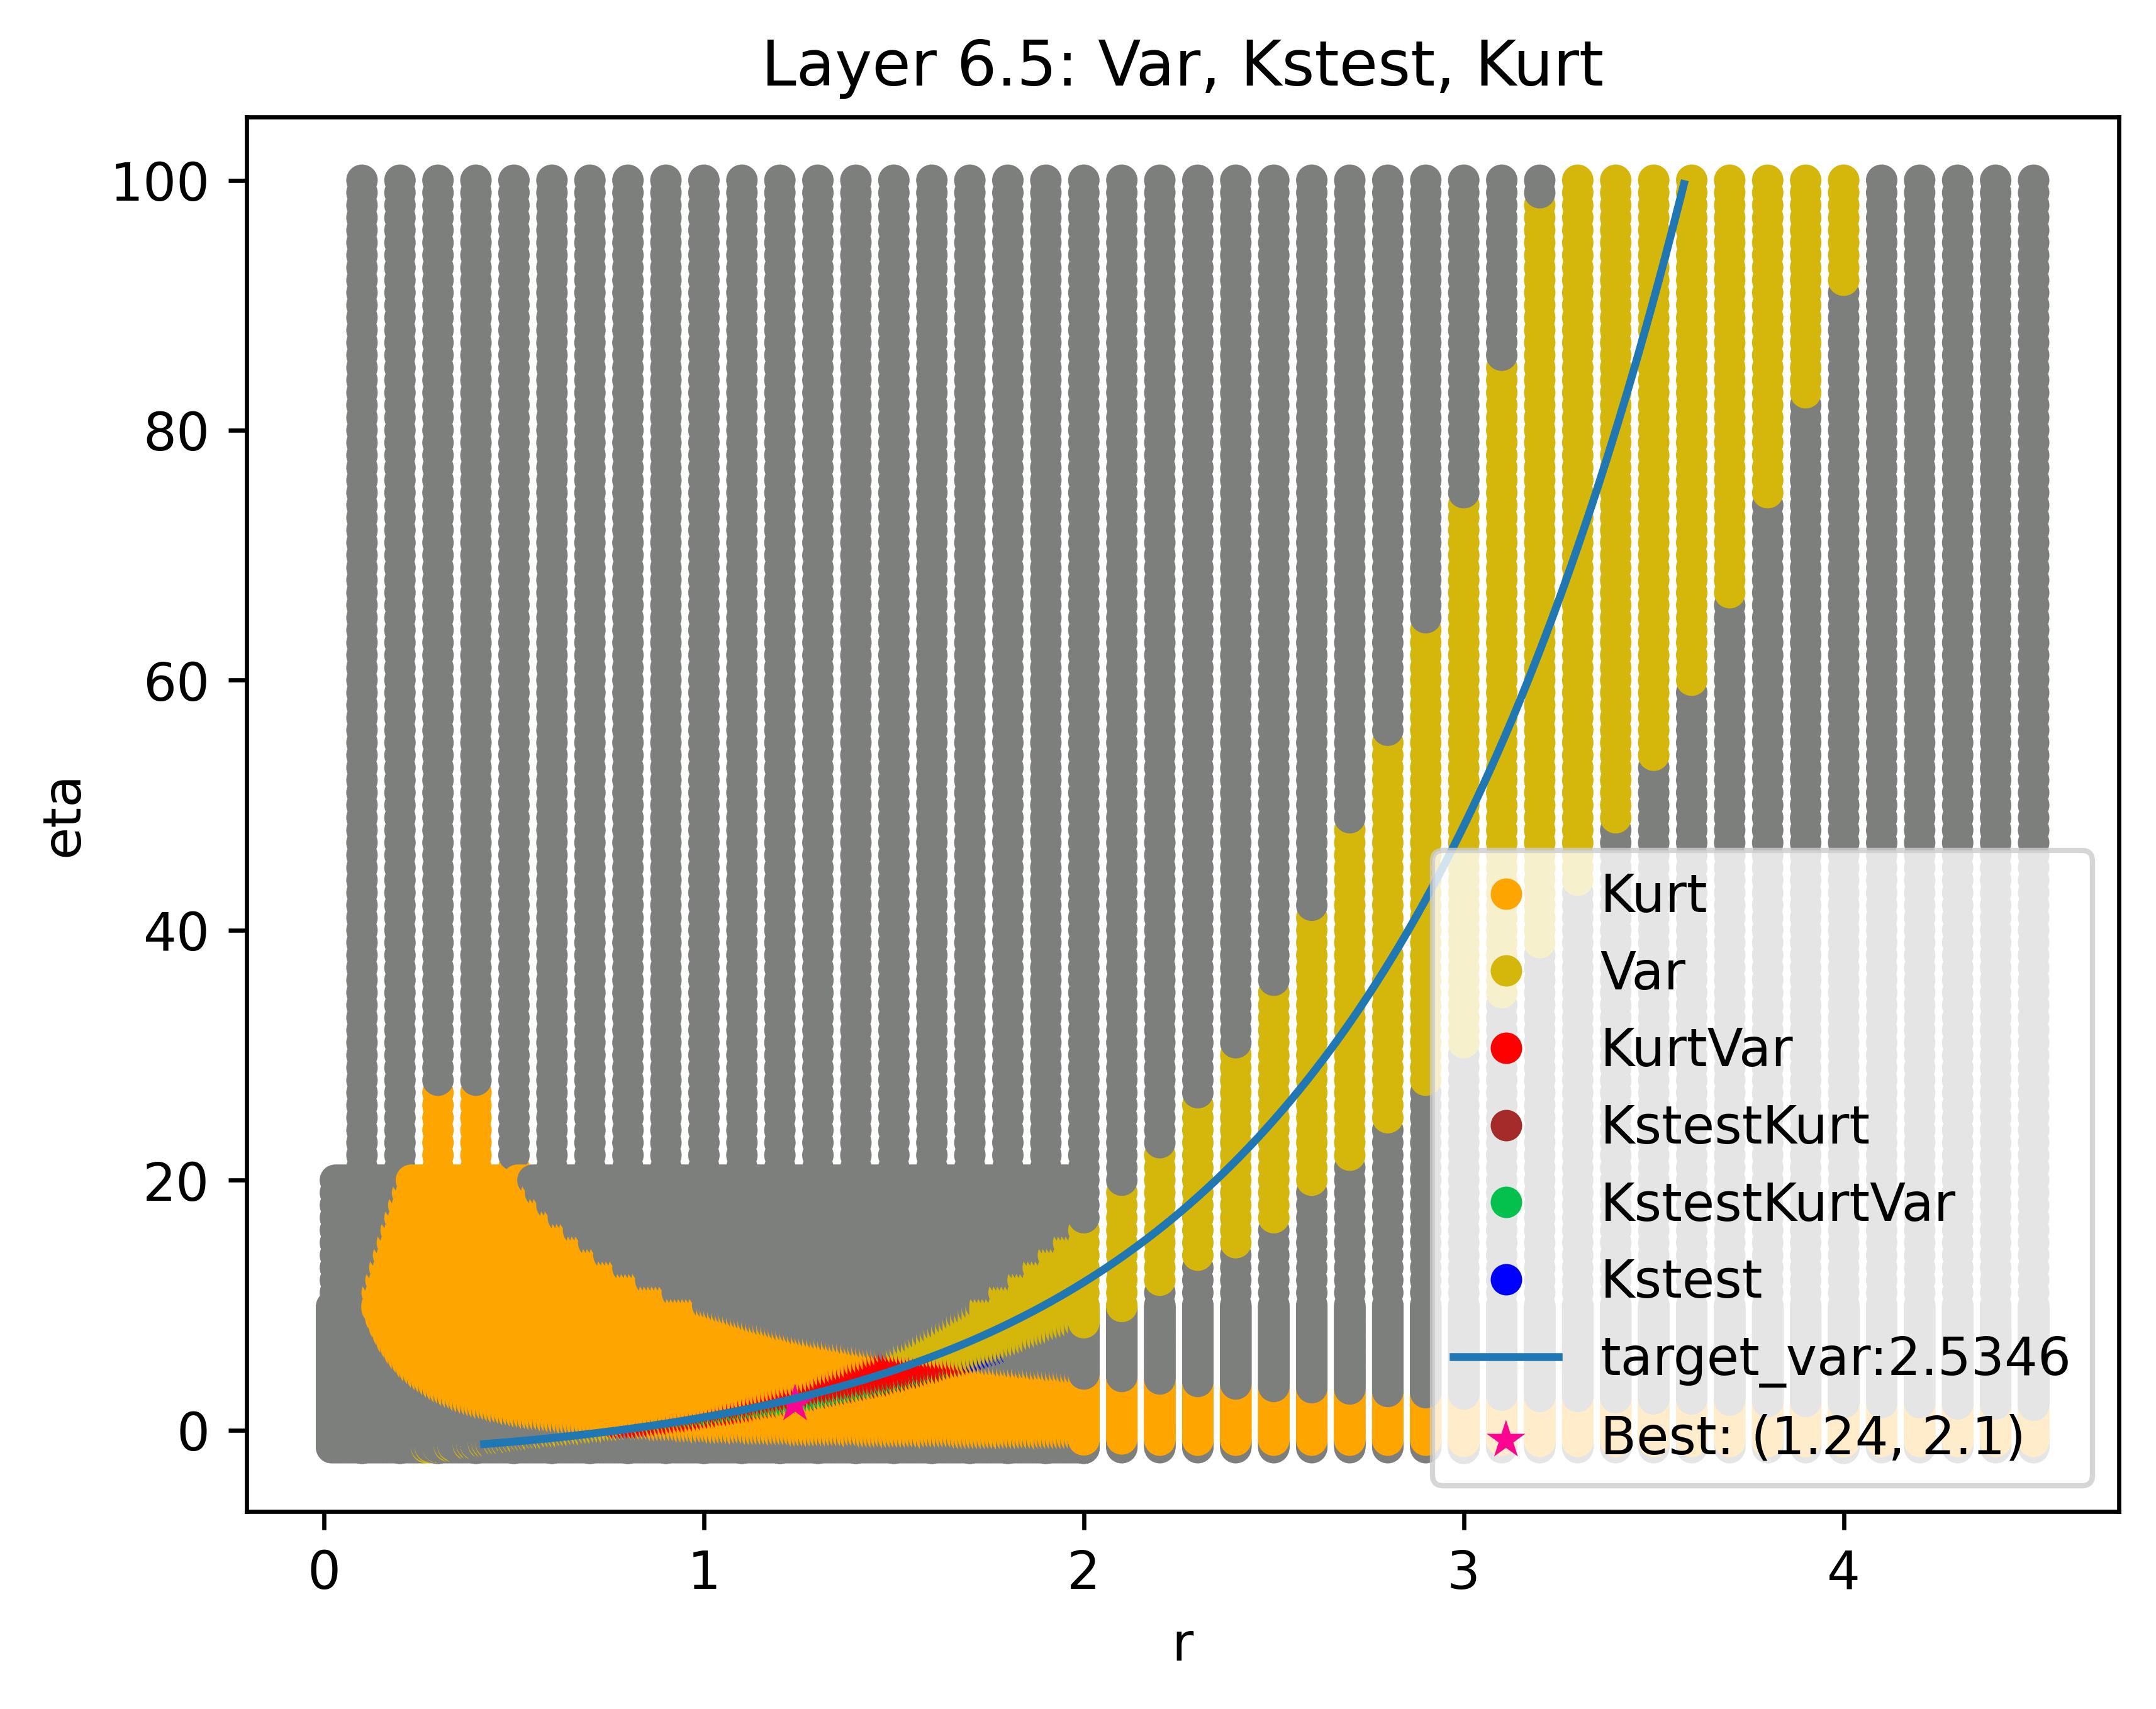 Layer 6.5: Var, Kstest, Kurt
100
80
60
40
20
0
eta
Kurt
Var
KurtVar
KstestKurt
KstestKurtVar
Kstest
target_var:2.5346
Best: (1.24, 2.1)
0 1 2 3 4
r